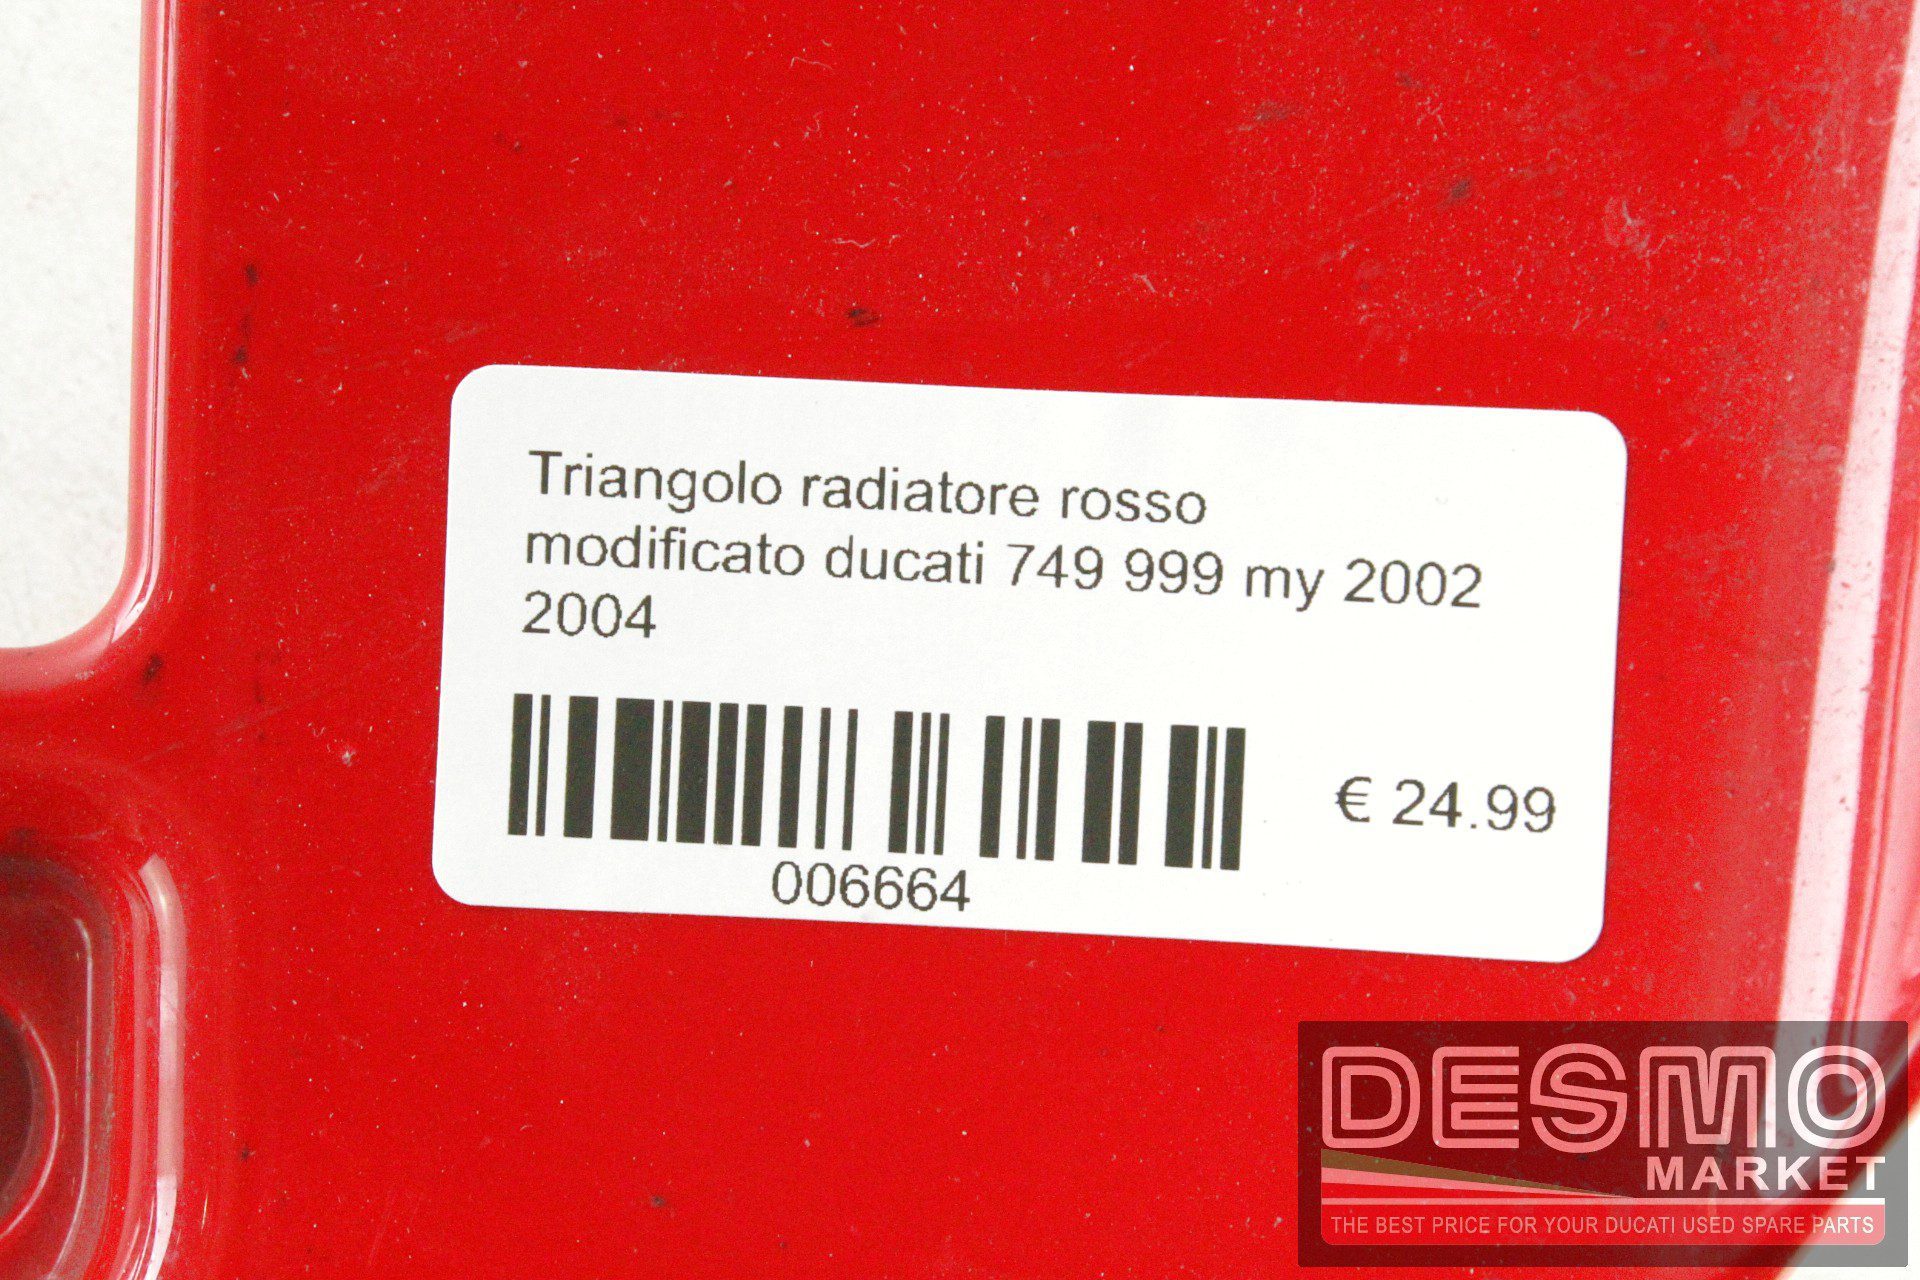 Triangolo radiatore rosso
modificato ducati 749 999 my 2002
2004
€ 24.99
006664
DESMO
MARKET
THE BEST PRICE FOR YOUR DUCATI USED SPARE PARTS